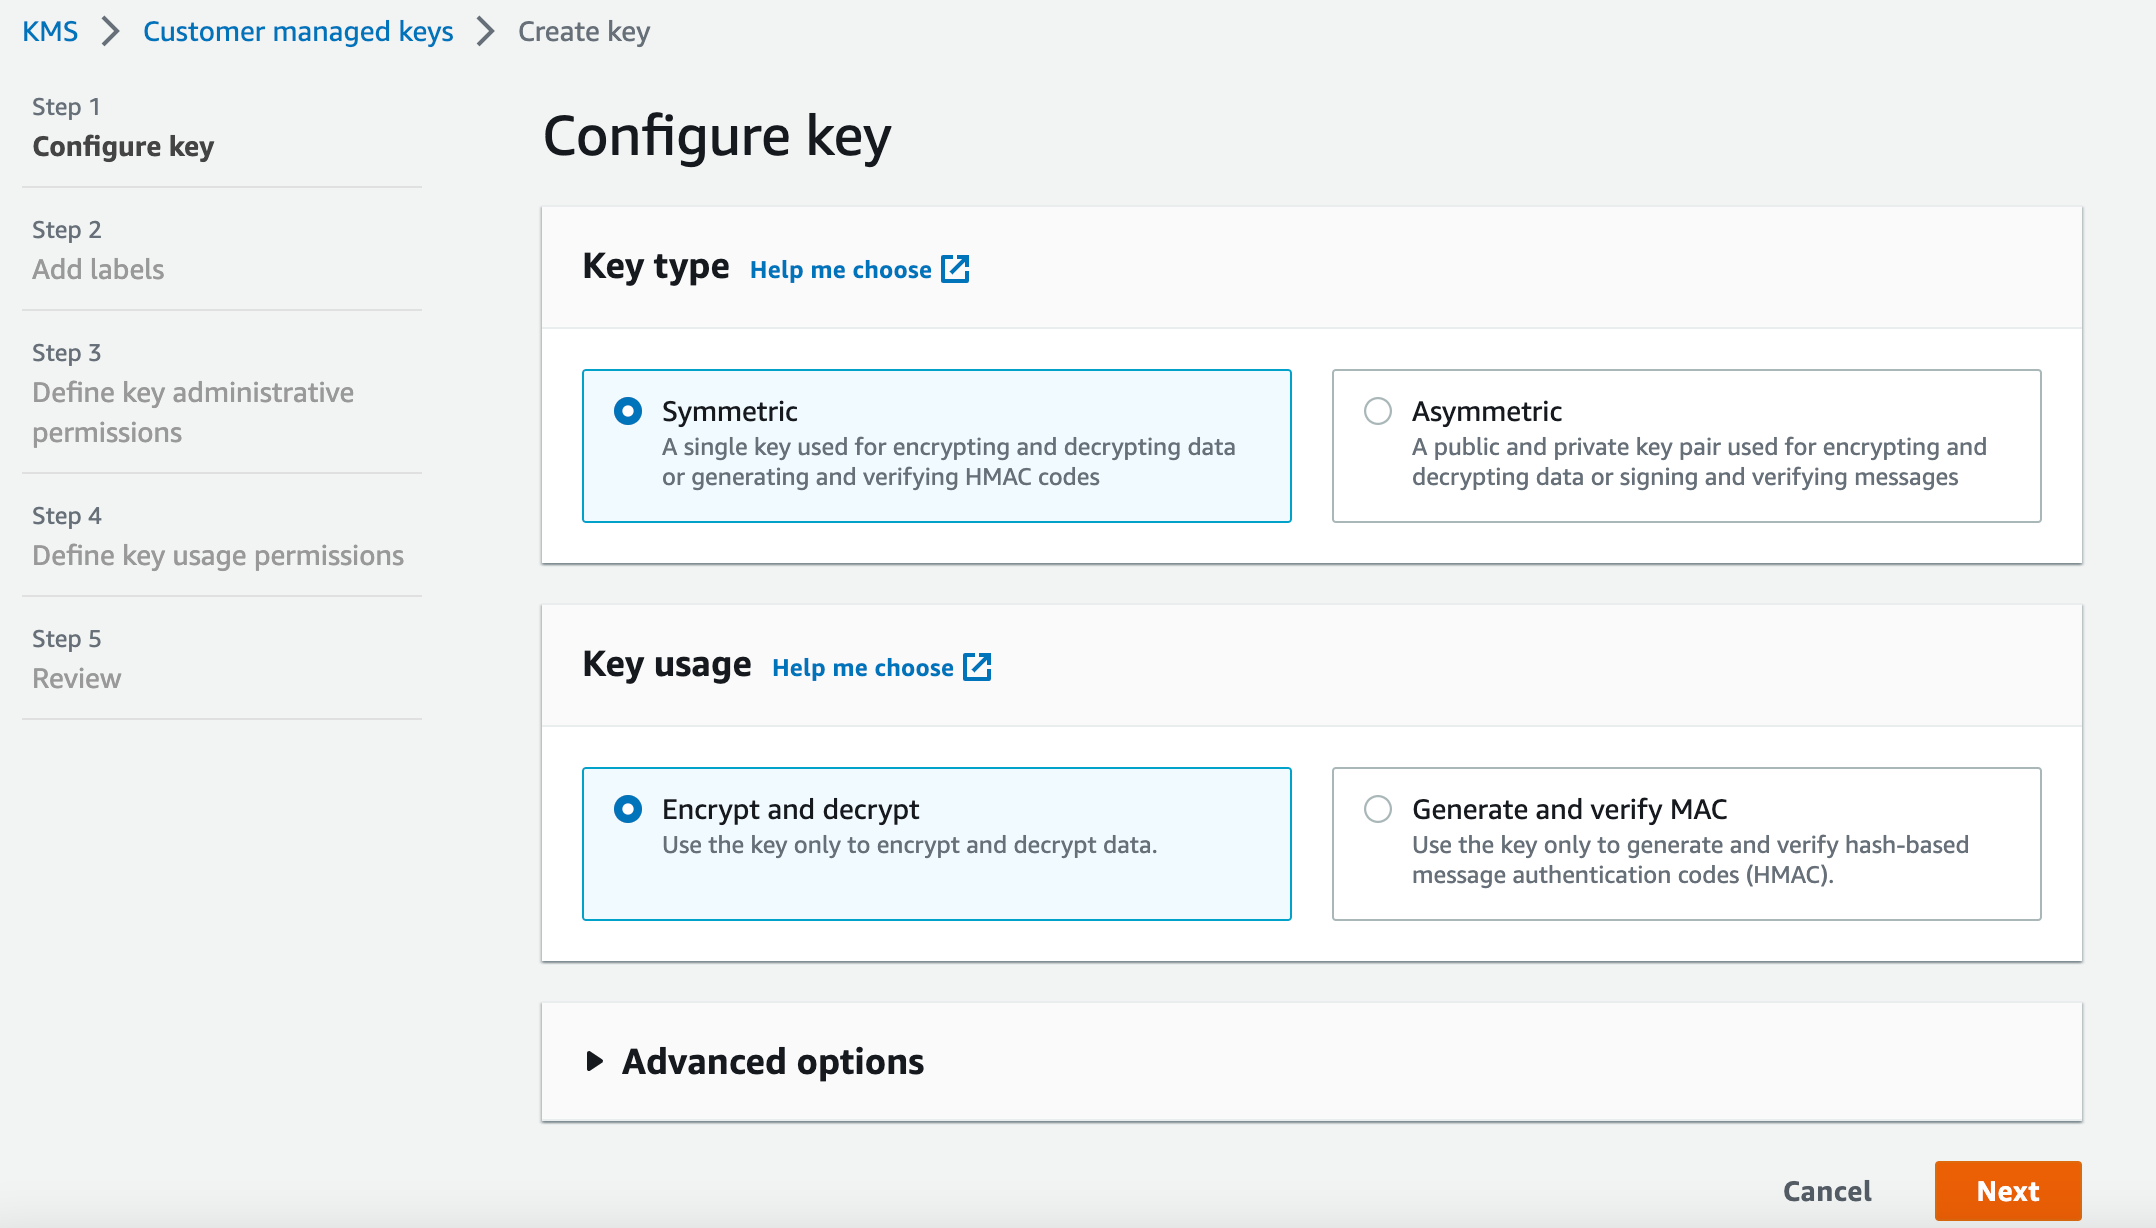 KMS > Customer managed keys > Create key
Step 1
Configure key
Step 2
Add labels
Step 3
Define key administrative
permissions
Step 4
Define key usage permissions
Step 5
Review
Configure key
Key type Help me choose
Symmetric
A single key used for encrypting and decrypting data
or generating and verifying HMAC codes
Asymmetric
A public and private key pair used for encrypting and
decrypting data or signing and verifying messages
Key usage Help me choose
Encrypt and decrypt
Use the key only to encrypt and decrypt data.
Generate and verify MAC
Use the key only to generate and verify hash-based
message authentication codes (HMAC).
Advanced options
Cancel Next